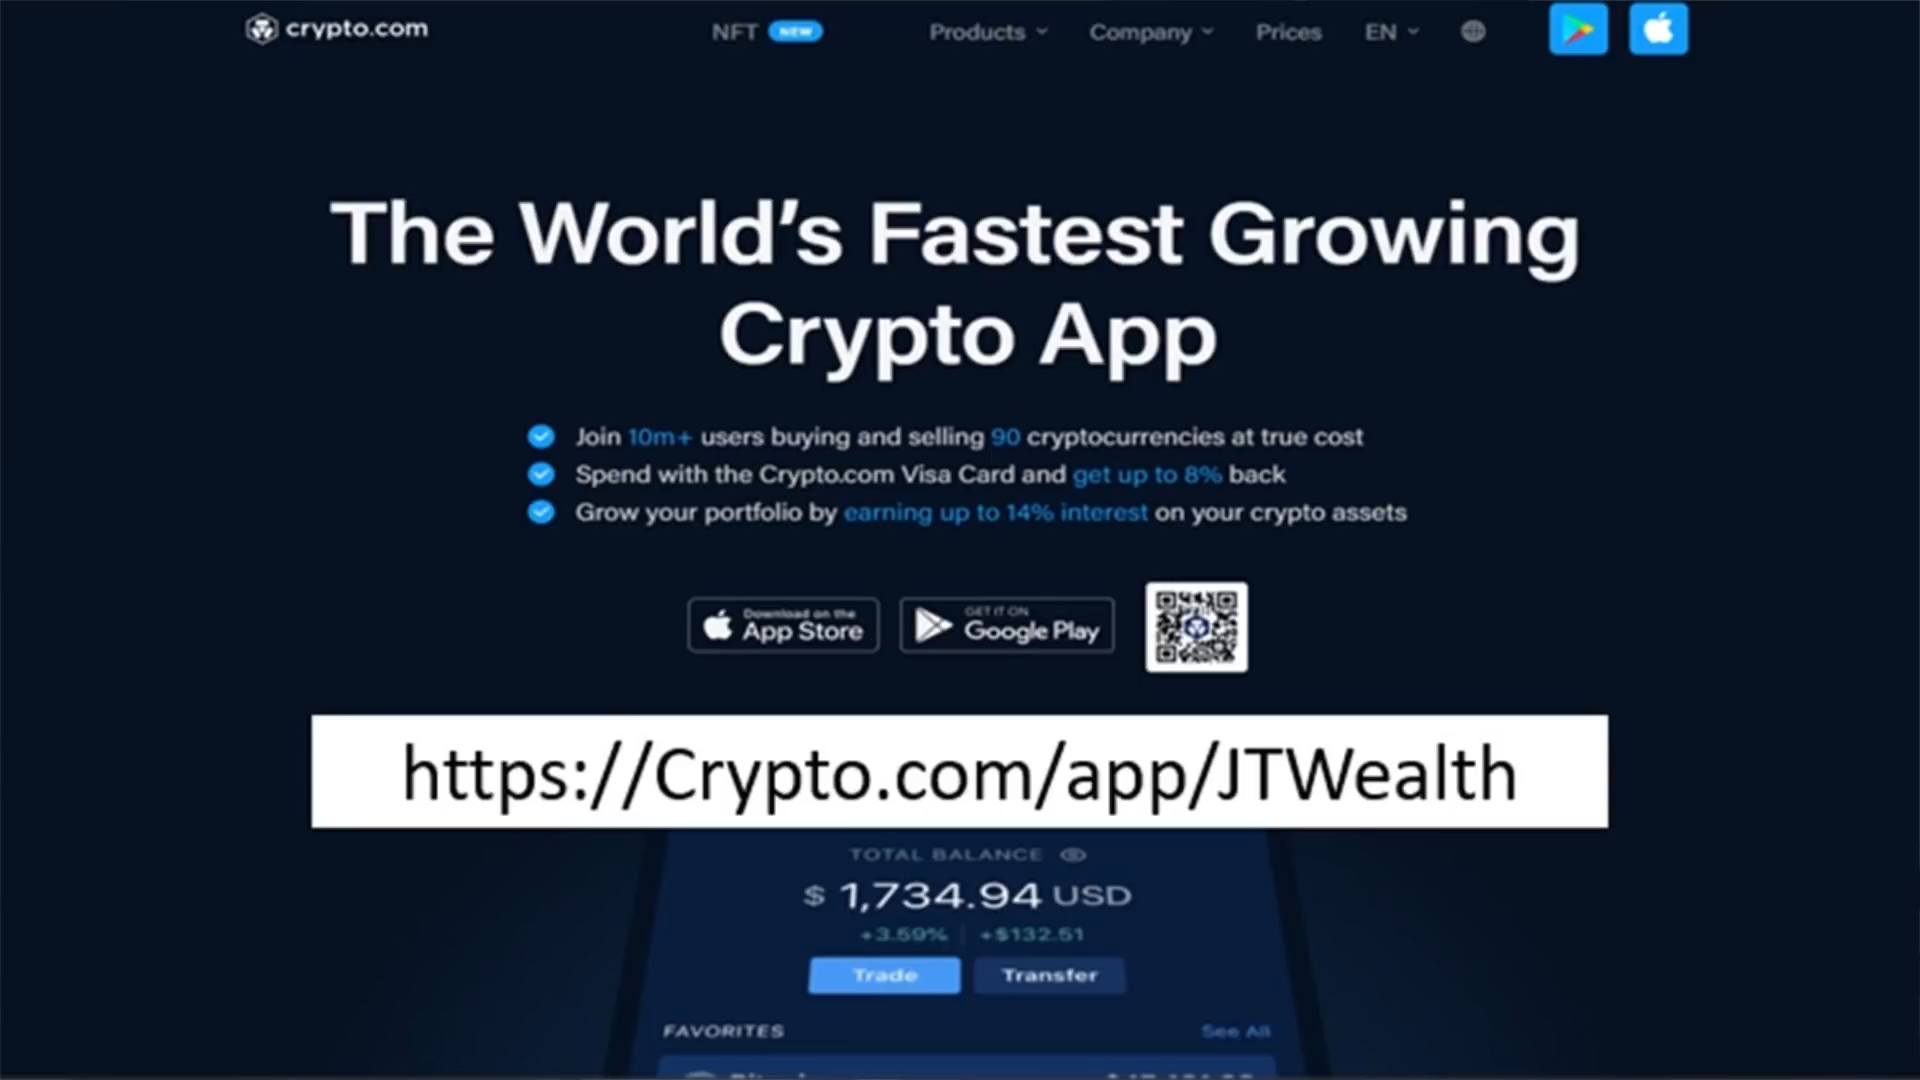 crypto.com
NFT NEW Products Company Prices EN
The World's Fastest Growing
Crypto App
Join 10m+ users buying and selling 90 cryptocurrencies at true cost
Spend with the Crypto.com Visa Card and get up to 8% back
Grow your portfolio by earning up to 14% interest on your crypto assets
Download on the
App Store
GET IT ON
Google Play
https://Crypto.com/app/JTWealth
TOTAL BALANCE
$ 1,734.94 USD
+3.59% +$132.51
Trade Transfer
FAVORITES See All